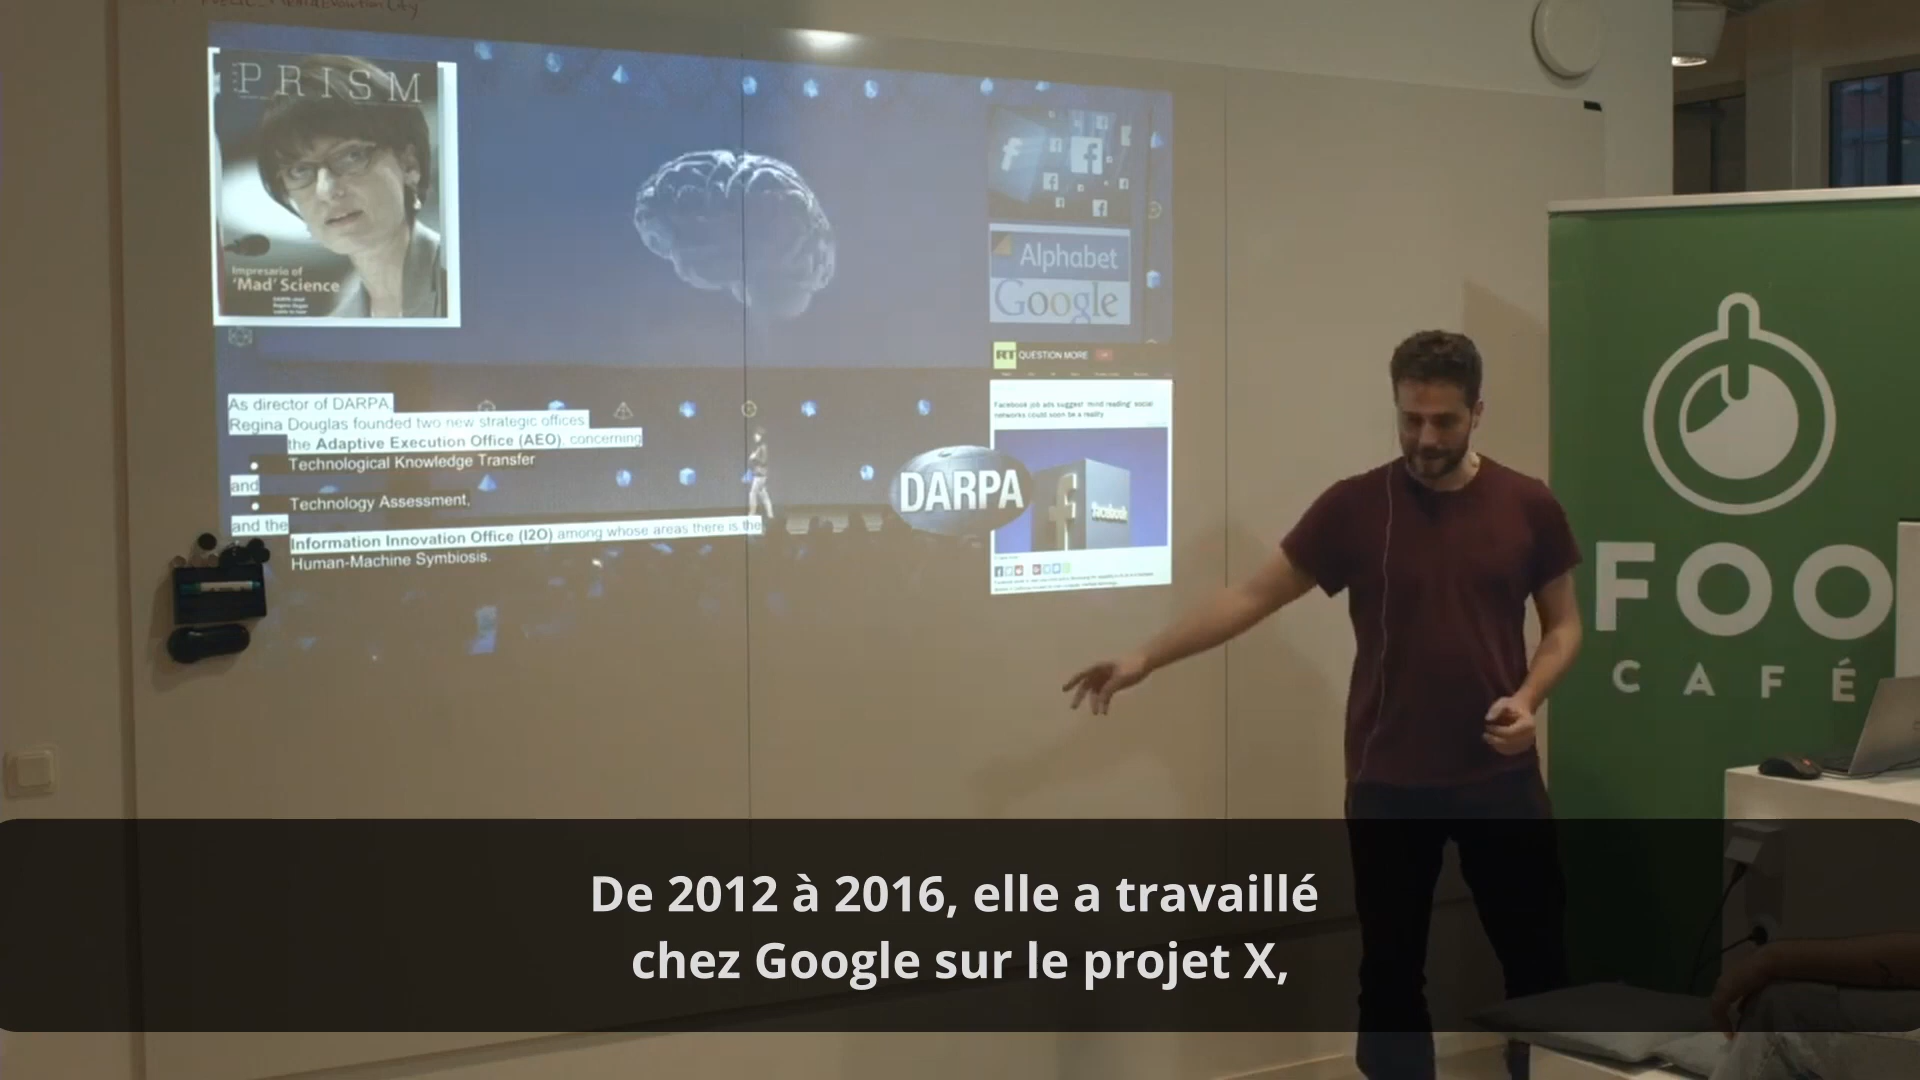 PRISM
Impresario of
'Mad' Science
As director of DARPA,
Regina Douglas founded two new strategic offices
the Adaptive Execution Office (AEO), concerning
• Technological Knowledge Transfer
and
• Technology Assessment,
and the
Information Innovation Office (I2O) among whose areas there is the
Human-Machine Symbiosis.
Alphabet
Google
RT QUESTION MORE
Facebook job ads suggest 'mind reading' social
networks could soon be a reality
DARPA
facebook
FOO
CAFÉ
De 2012 à 2016, elle a travaillé
chez Google sur le projet X,